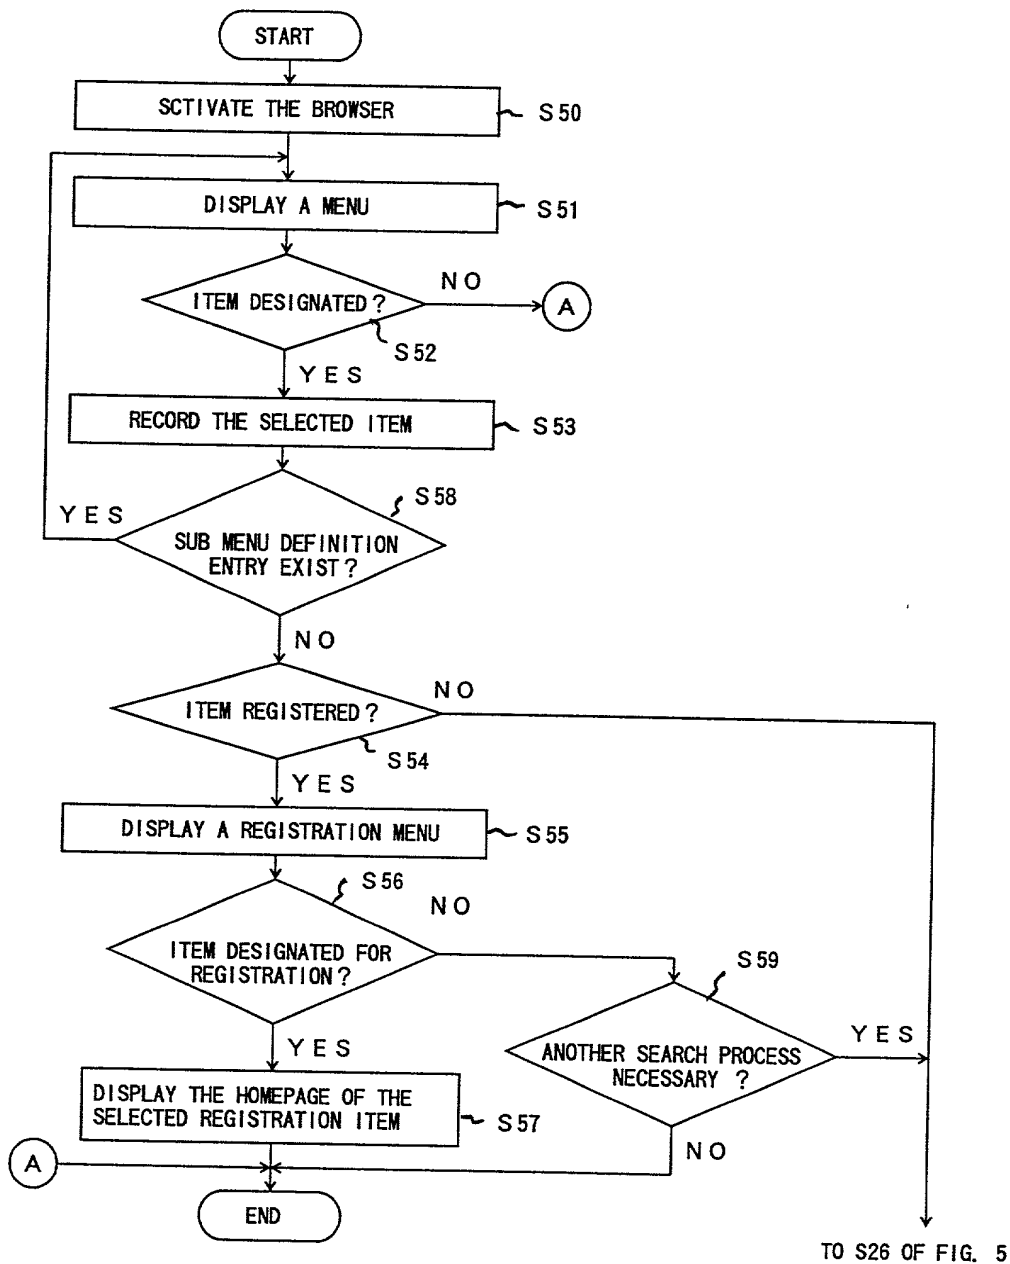 START
SCTIVATE THE BROWSER
S50
DISPLAY A MENU
S51
ITEM DESIGNATED?
NO
A
S52
YES
RECORD THE SELECTED ITEM
S53
S58
YES
SUB MENU DEFINITION
ENTRY EXIST?
NO
ITEM REGISTERED?
NO
S54
YES
DISPLAY A REGISTRATION MENU
S55
S56
NO
ITEM DESIGNATED FOR
REGISTRATION?
S59
YES
ANOTHER SEARCH PROCESS
NECESSARY ?
YES
DISPLAY THE HOMEPAGE OF THE
SELECTED REGISTRATION ITEM
S57
NO
A
END
TO S26 OF FIG. 5